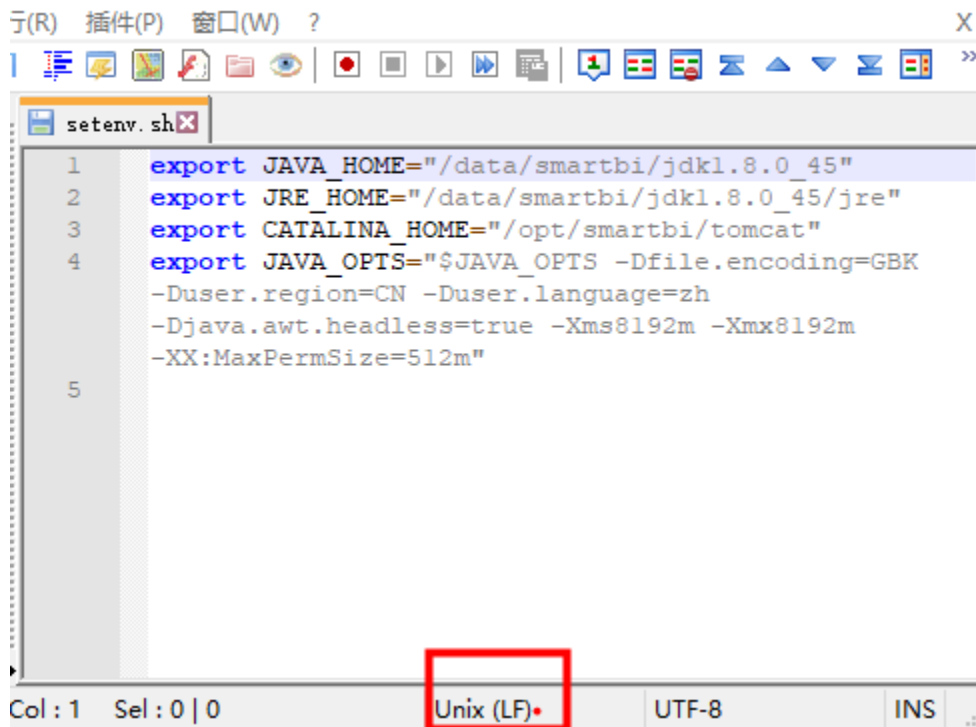 行(R) 插件(P) 窗口(W) ? X
setenv.sh
1 export JAVA_HOME="/data/smartbi/jdk1.8.0_45"
2 export JRE_HOME="/data/smartbi/jdk1.8.0_45/jre"
3 export CATALINA_HOME="/opt/smartbi/tomcat"
4 export JAVA_OPTS="$JAVA_OPTS -Dfile.encoding=GBK
-Duser.region=CN -Duser.language=zh
-Djava.awt.headless=true -Xms8192m -Xmx8192m
-XX:MaxPermSize=512m"
5
Col : 1 Sel : 0 | 0 Unix (LF) UTF-8 INS